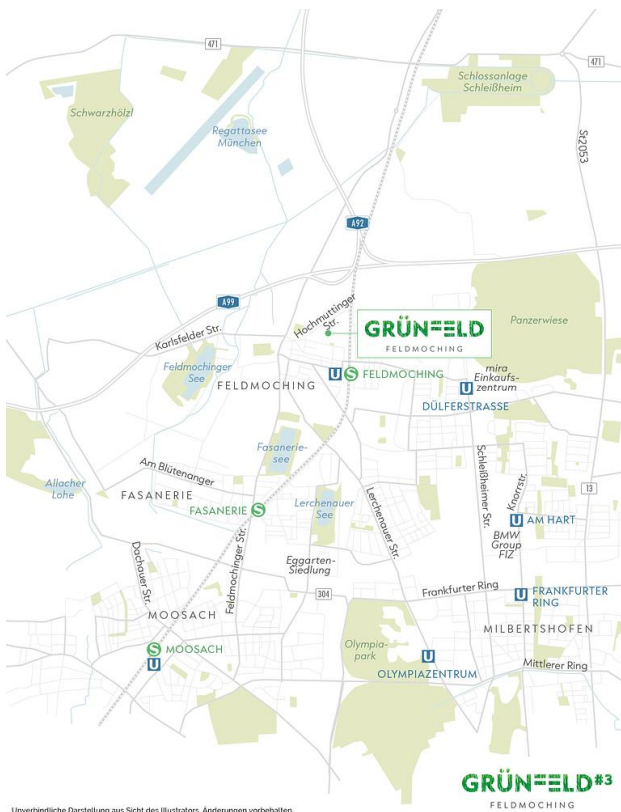 471
471
Schlossanlage
Schleißheim
Schwarzhölzl
Regattasee
München
St2053
A92
A99
Hochmuttinger
Str.
Karlsfelder Str.
GRÜNFELD
FELDMOCHING
Panzerwiese
Feldmochinger
See
FELDMOCHING
U S FELDMOCHING
mira
Einkaufs-
zentrum
U
DÜLFERSTRASSE
Fasanerie-
see
Am Blütenanger
Allacher
Lohe
FASANERIE
FASANERIE S
Lerchenauer
See
Lerchenauer Str.
Schleißheimer Str.
Knorrstr.
13
U AM HART
BMW
Group
FIZ
Dachauer Str.
Feldmochinger Str.
Eggarten-
Siedlung
304
Frankfurter Ring
U FRANKFURTER
RING
MOOSACH
MILBERTSHOFEN
S MOOSACH
U
Olympia-
park
U
OLYMPIAZENTRUM
Mittlerer Ring
GRÜNFELD#3
FELDMOCHING
Unverbindliche Darstellung aus Sicht des Illustrators. Änderungen vorbehalten.